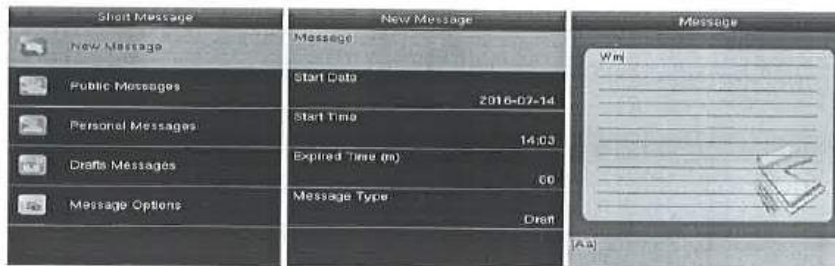 Short Message
New Message
Public Messages
Personal Messages
Drafts Messages
Message Options
New Message
Message
Start Date
2016-07-14
Start Time
14:03
Expired Time (m)
60
Message Type
Draft
Message
Wm
[Aa]